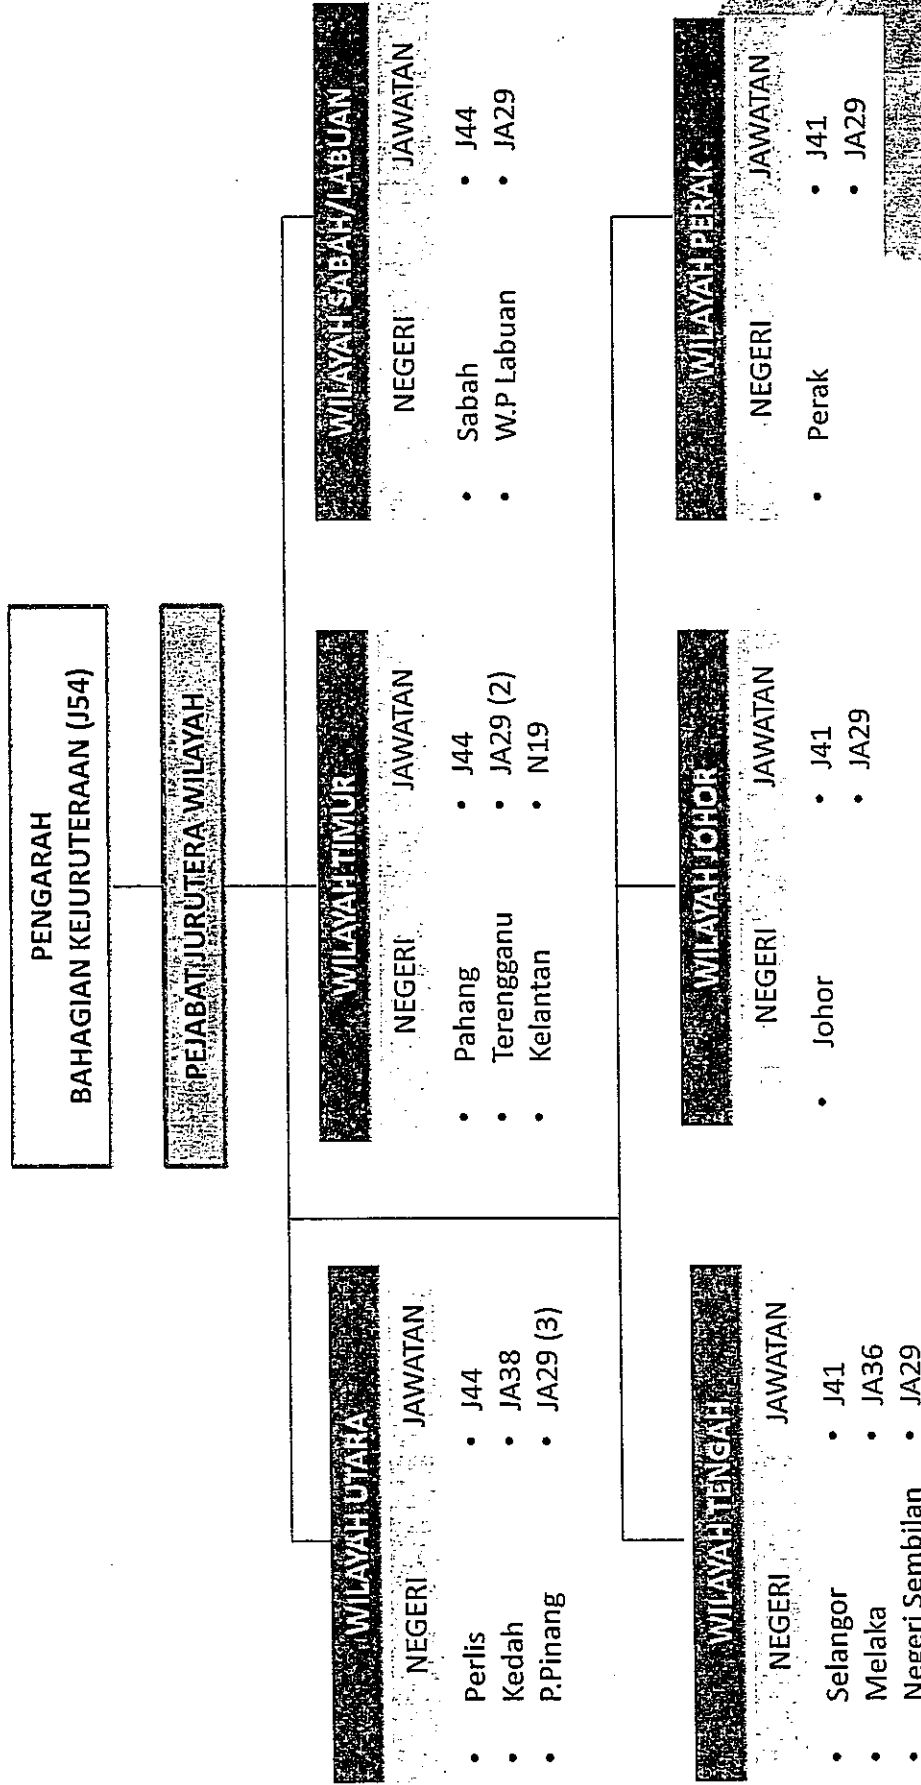 PENGARAH
BAHAGIAN KEJURUTERAAN (J54)
PEJABAT JURUTERA WILAYAH
WILAYAH UTARA
NEGERI JAWATAN
• Perlis • J44
• Kedah • JA38
• P.Pinang • JA29 (3)
WILAYAH TIMUR
NEGERI JAWATAN
• Pahang • J44
• Terengganu • JA29 (2)
• Kelantan • N19
WILAYAH SABAH/LABUAN
NEGERI JAWATAN
• Sabah • J44
• W.P Labuan • JA29
WILAYAH TENGAH
NEGERI JAWATAN
• Selangor • J41
• Melaka • JA36
• Negeri Sembilan • JA29
WILAYAH JOHOR
NEGERI JAWATAN
• Johor • J41
• JA29
WILAYAH PERAK
NEGERI JAWATAN
• Perak • J41
• JA29